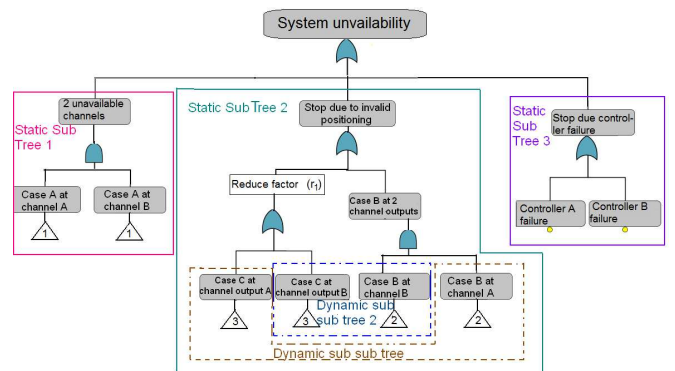 System unvailability
2 unavailable
channels
Static Sub
Tree 1
Case A at
channel A
Case A at
channel B
1
1
Static Sub Tree 2
Stop due to invalid
positioning
Reduce factor (r1)
Case B at 2
channel outputs
Case C at
channel output A
Case C at
channel output B
Case B at
channel B
Case B at
channel A
3
3
2
2
Dynamic sub
sub tree 2
Dynamic sub sub tree
Static
Sub
Tree 3
Stop due control-
ler failure
Controller A
failure
Controller B
failure